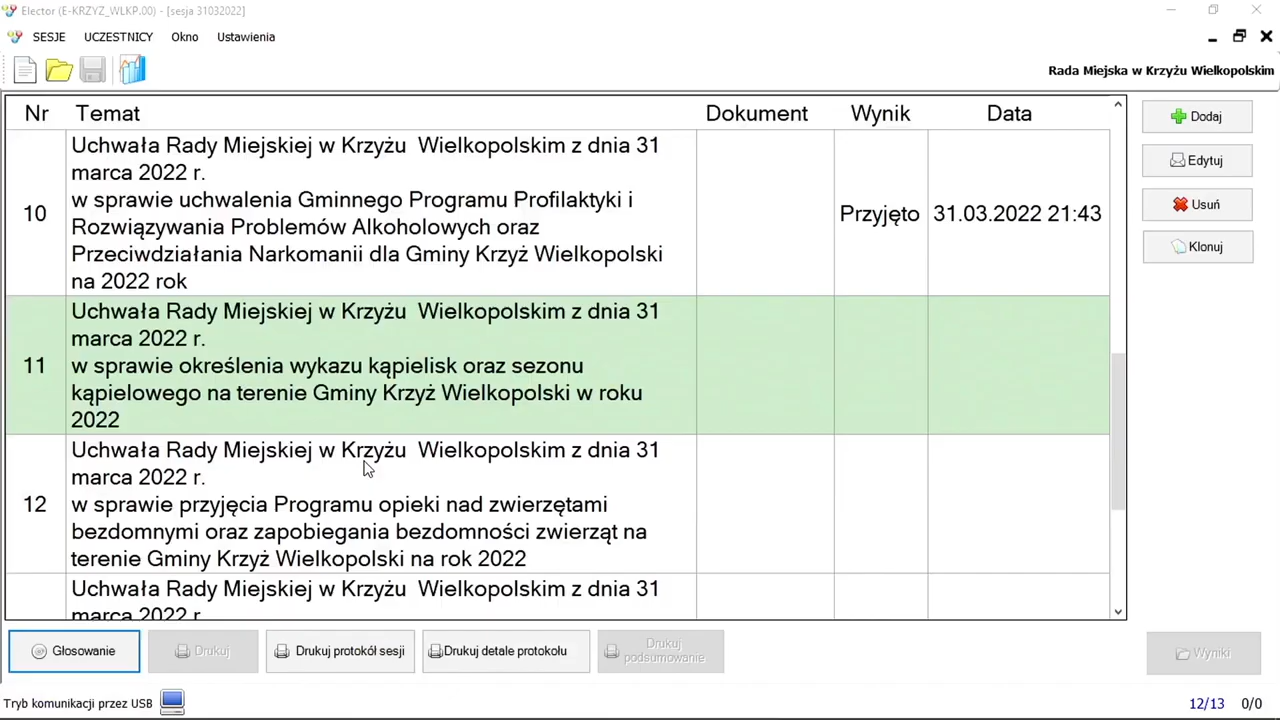 Elector (E-KRZYZ_WLKP.00) - [sesja 31032022]
SESJE UCZESTNICY Okno Ustawienia
Rada Miejska w Krzyżu Wielkopolskim
Nr Temat Dokument Wynik Data
Uchwała Rady Miejskiej w Krzyżu Wielkopolskim z dnia 31
marca 2022 r.
w sprawie uchwalenia Gminnego Programu Profilaktyki i
10 Rozwiązywania Problemów Alkoholowych oraz Przyjęto 31.03.2022 21:43
Przeciwdziałania Narkomanii dla Gminy Krzyż Wielkopolski
na 2022 rok
Uchwała Rady Miejskiej w Krzyżu Wielkopolskim z dnia 31
marca 2022 r.
11 w sprawie określenia wykazu kąpielisk oraz sezonu
kąpielowego na terenie Gminy Krzyż Wielkopolski w roku
2022
Uchwała Rady Miejskiej w Krzyżu Wielkopolskim z dnia 31
marca 2022 r.
12 w sprawie przyjęcia Programu opieki nad zwierzętami
bezdomnymi oraz zapobiegania bezdomności zwierząt na
terenie Gminy Krzyż Wielkopolski na rok 2022
Uchwała Rady Miejskiej w Krzyżu Wielkopolskim z dnia 31
marca 2022 r.
Dodaj
Edytuj
Usuń
Klonuj
Głosowanie Drukuj Drukuj protokół sesji Drukuj detale protokołu Drukuj
podsumowanie Wyniki
Tryb komunikacji przez USB 12/13 0/0